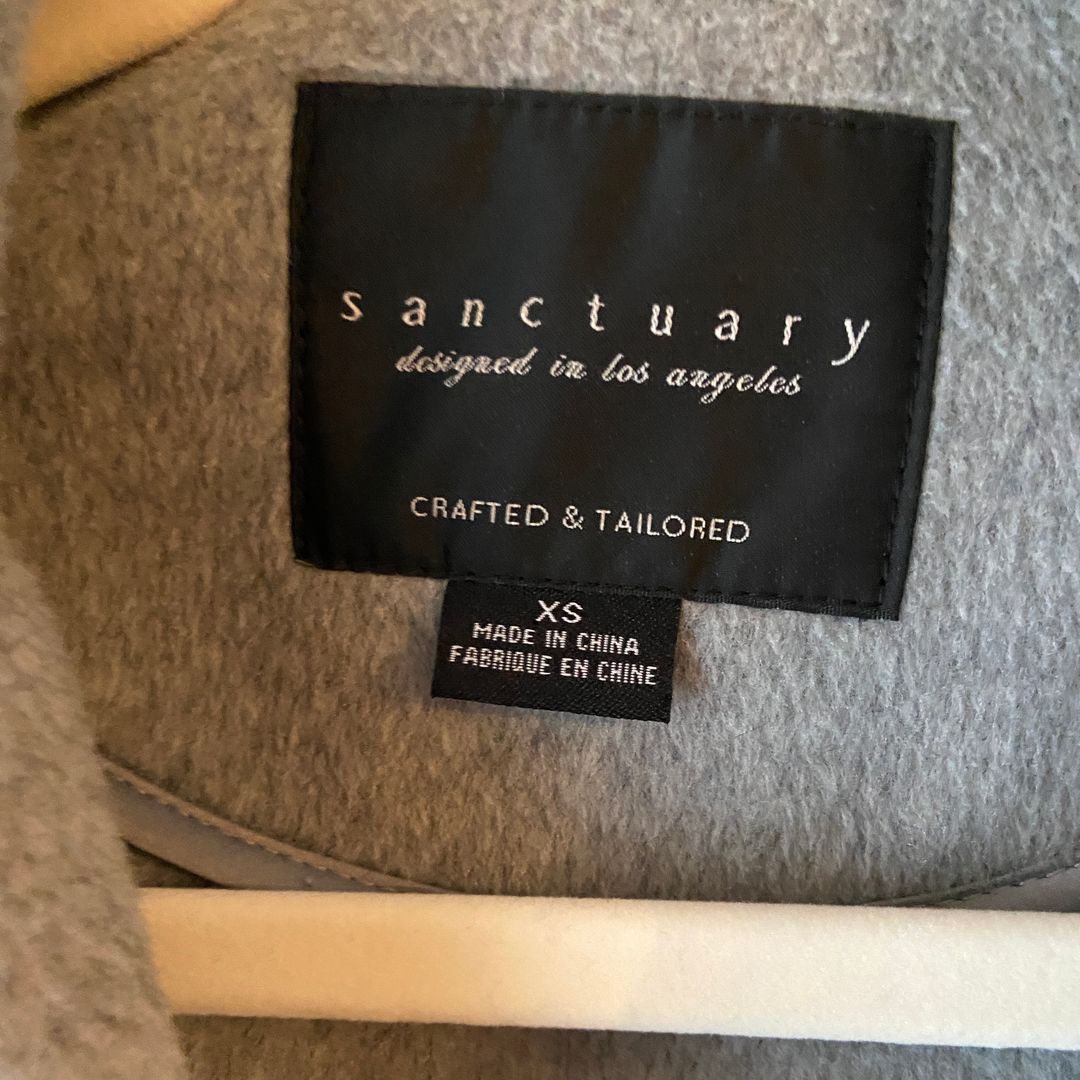 sanctuary
designed in los angeles
CRAFTED & TAILORED
XS
MADE IN CHINA
FABRIQUE EN CHINE